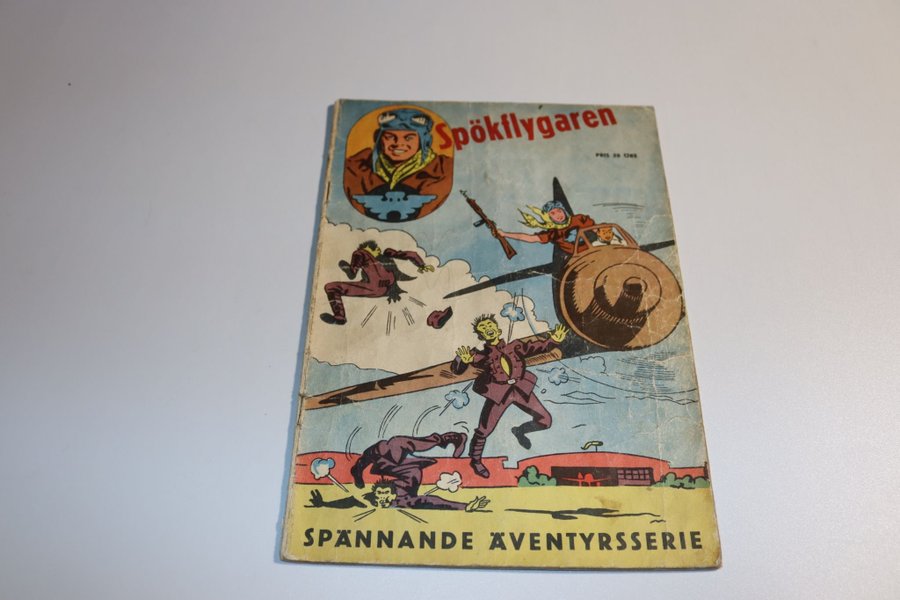 Spökflygaren
PRIS 50 ÖRE
SPÄNNANDE ÄVENTYRSSERIE